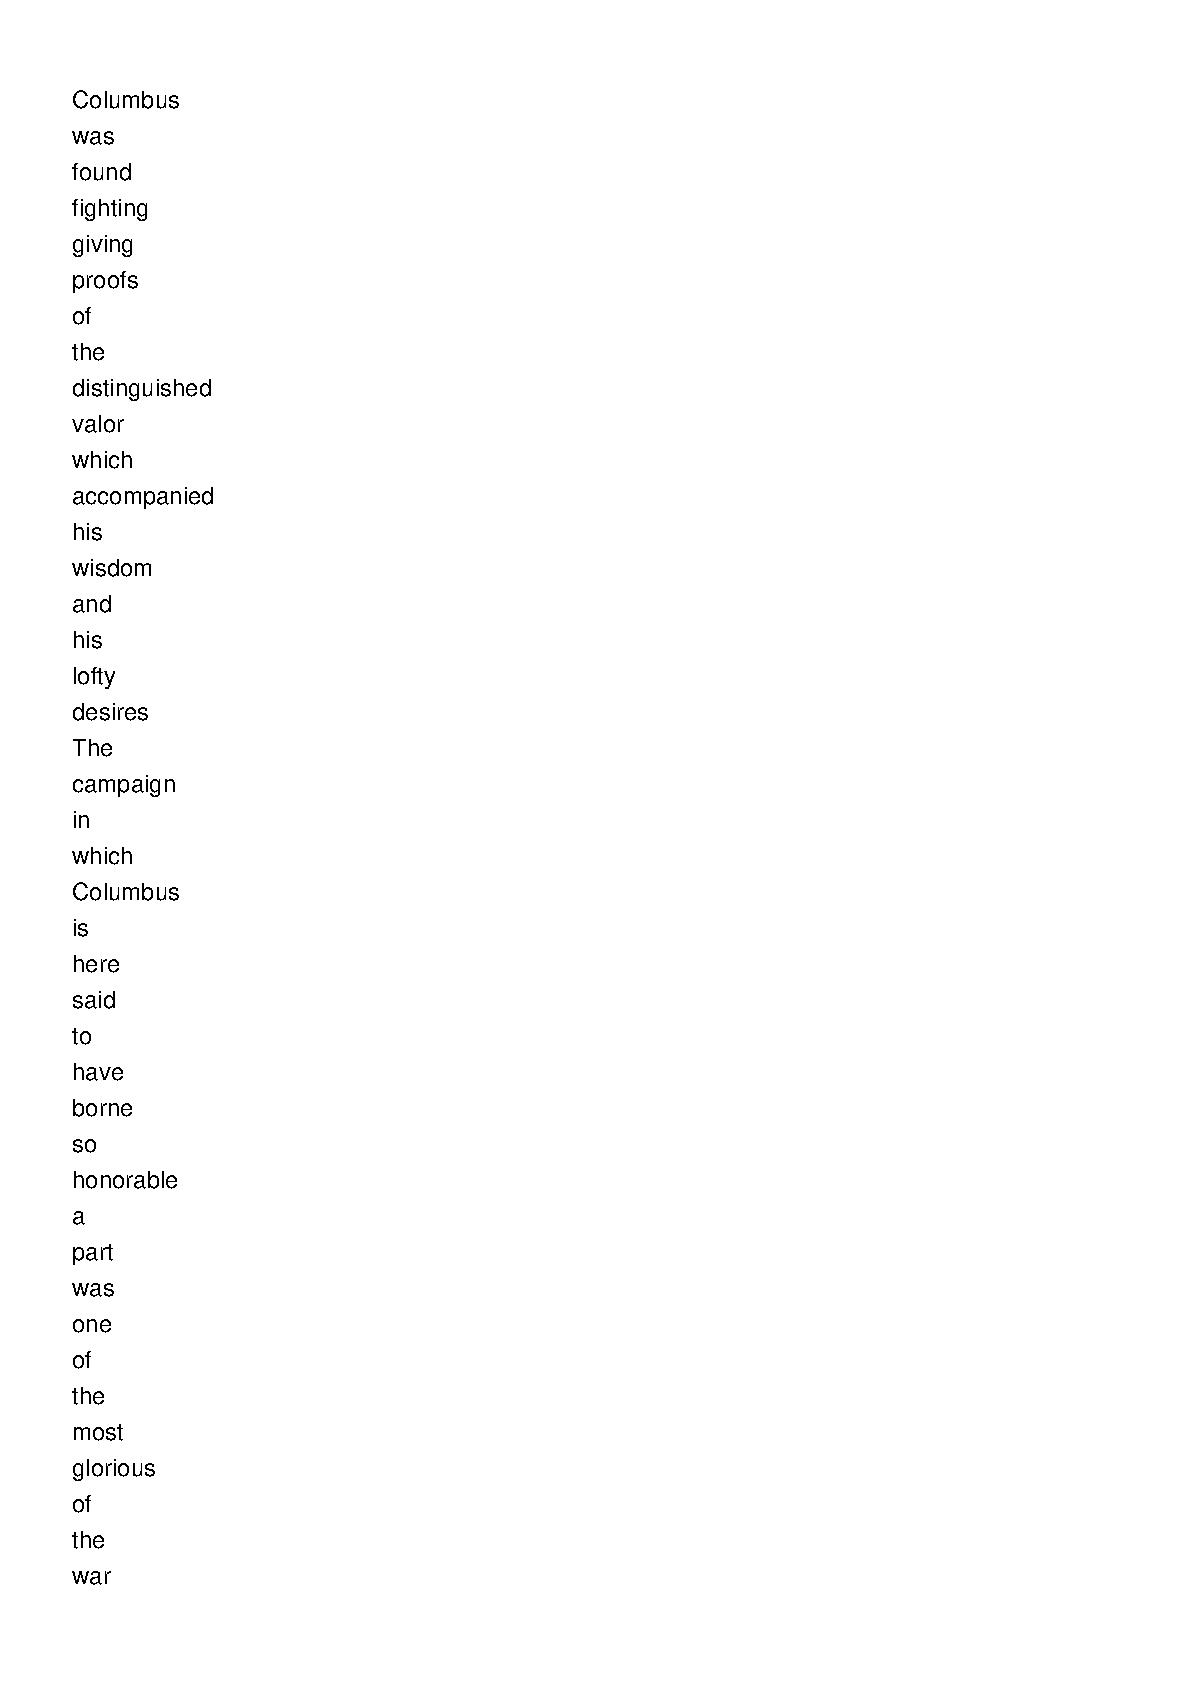 Columbus
was
found
fighting
giving
proofs
of
the
distinguished
valor
which
accompanied
his
wisdom
and
his
lofty
desires
The
campaign
in
which
Columbus
is
here
said
to
have
borne
so
honorable
a
part
was
one
of
the
most
glorious
of
the
war